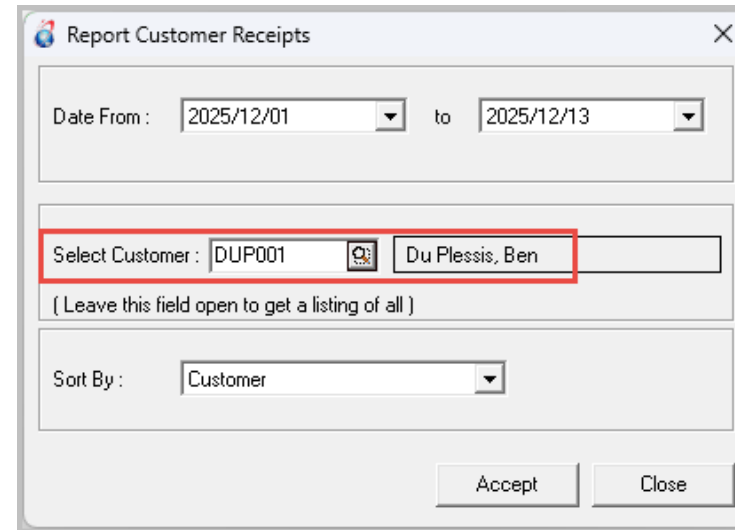 Report Customer Receipts
Date From : 2025/12/01 to 2025/12/13
Select Customer : DUP001 Du Plessis, Ben
( Leave this field open to get a listing of all )
Sort By : Customer
Accept Close